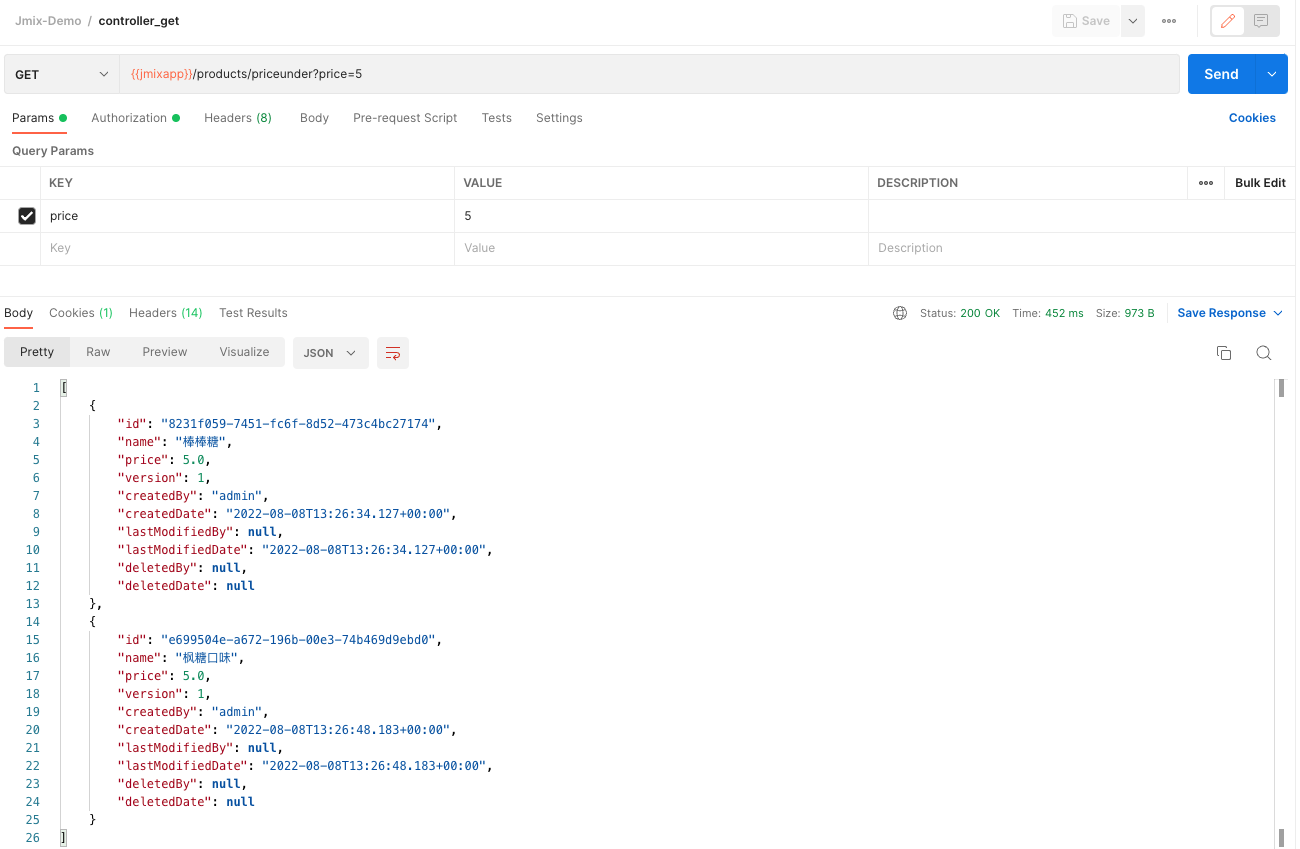 Jmix-Demo / controller_get
Save
GET {{jmixapp}}/products/priceunder?price=5 Send
Params Authorization Headers (8) Body Pre-request Script Tests Settings Cookies
Query Params
KEY VALUE DESCRIPTION Bulk Edit
price 5
Key Value Description
Body Cookies (1) Headers (14) Test Results Status: 200 OK Time: 452 ms Size: 973 B Save Response
Pretty Raw Preview Visualize JSON
1 [
2 {
3 "id": "8231f059-7451-fc6f-8d52-473c4bc27174",
4 "name": "棒棒糖",
5 "price": 5.0,
6 "version": 1,
7 "createdBy": "admin",
8 "createdDate": "2022-08-08T13:26:34.127+00:00",
9 "lastModifiedBy": null,
10 "lastModifiedDate": "2022-08-08T13:26:34.127+00:00",
11 "deletedBy": null,
12 "deletedDate": null
13 },
14 {
15 "id": "e699504e-a672-196b-00e3-74b469d9ebd0",
16 "name": "枫糖口味",
17 "price": 5.0,
18 "version": 1,
19 "createdBy": "admin",
20 "createdDate": "2022-08-08T13:26:48.183+00:00",
21 "lastModifiedBy": null,
22 "lastModifiedDate": "2022-08-08T13:26:48.183+00:00",
23 "deletedBy": null,
24 "deletedDate": null
25 }
26 ]